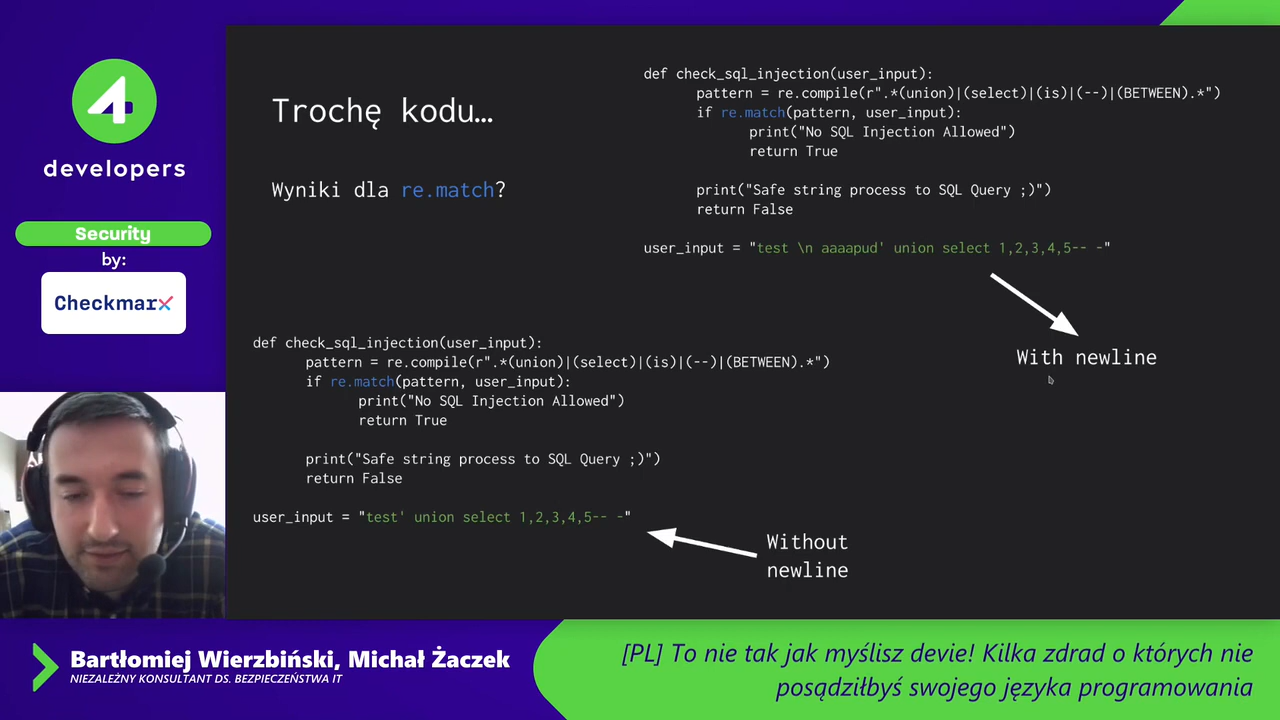 4
developers
Security
by:
Checkmarx
Trochę kodu…
Wyniki dla re.match?
def check_sql_injection(user_input):
pattern = re.compile(r".*(union)|(select)|(is)|(--)|(BETWEEN).*")
if re.match(pattern, user_input):
print("No SQL Injection Allowed")
return True
print("Safe string process to SQL Query ;)")
return False
user_input = "test \n aaaapud' union select 1,2,3,4,5-- -"
With newline
def check_sql_injection(user_input):
pattern = re.compile(r".*(union)|(select)|(is)|(--)|(BETWEEN).*")
if re.match(pattern, user_input):
print("No SQL Injection Allowed")
return True
print("Safe string process to SQL Query ;)")
return False
user_input = "test' union select 1,2,3,4,5-- -"
Without
newline
Bartłomiej Wierzbiński, Michał Żaczek
NIEZALEŻNY KONSULTANT DS. BEZPIECZEŃSTWA IT
[PL] To nie tak jak myślisz devie! Kilka zdrad o których nie
posądziłbyś swojego języka programowania